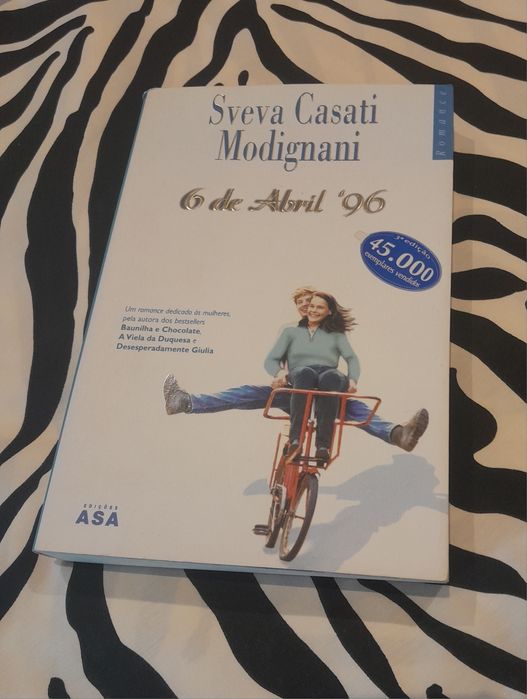 Sveva Casati
Modignani
Romance
6 de Abril '96
3ª edição
45.000
exemplares vendidos
Um romance dedicado às mulheres,
pela autora dos bestsellers
Baunilha e Chocolate,
A Viela da Duquesa e
Desesperadamente Giulia
EDIÇÕES
ASA